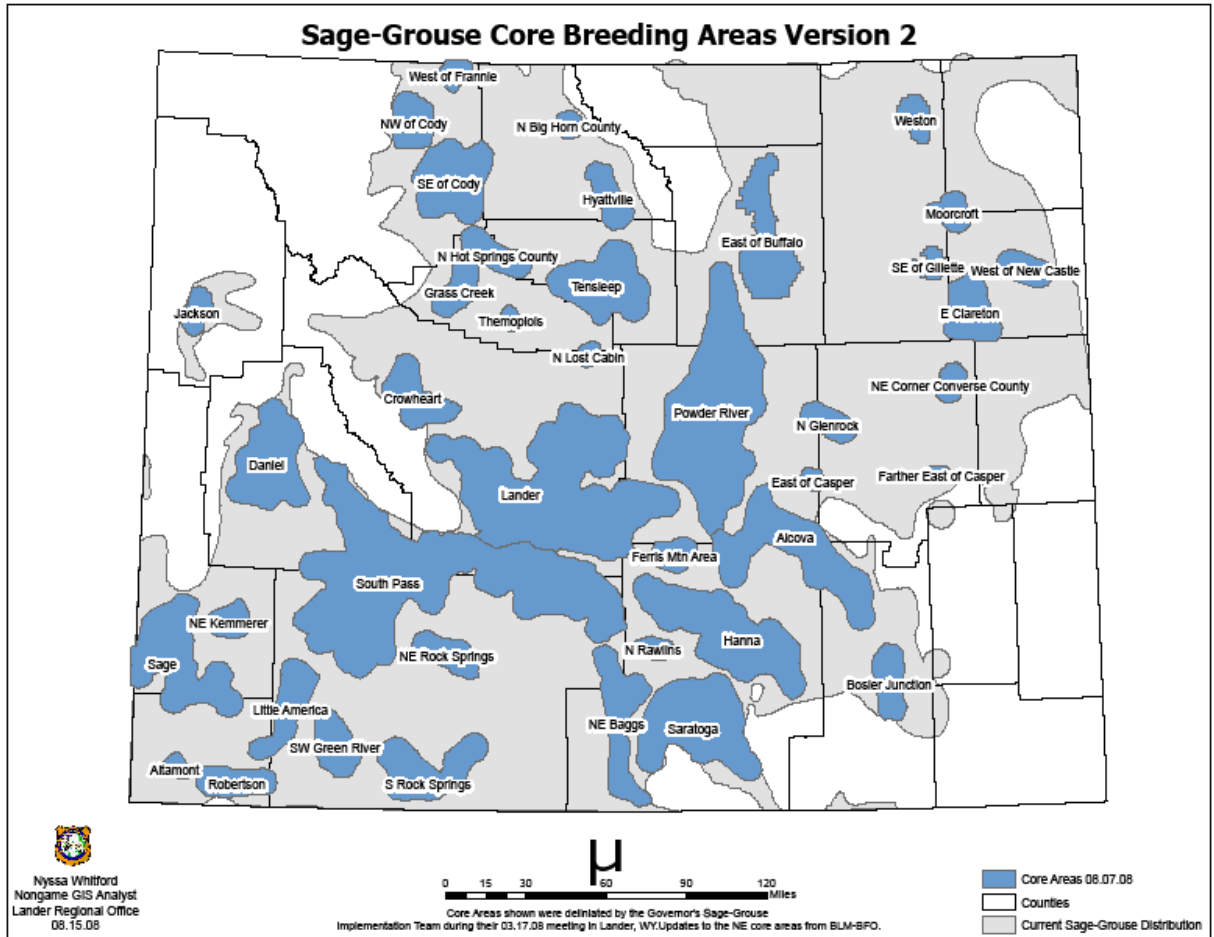 Sage-Grouse Core Breeding Areas Version 2
West of Frannie
NW of Cody
N Big Horn County
Weston
SE of Cody
Hyattville
Moorcroft
East of Buffalo
N Hot Springs County
SE of Gillette
West of New Castle
Grass Creek
Tensleep
Jackson
Themoplois
E Clareton
N Lost Cabin
NE Corner Converse County
Crowheart
Powder River
N Glenrock
Daniel
East of Casper
Farther East of Casper
Lander
Alcova
Ferris Mtn Area
South Pass
NE Kemmerer
Hanna
N Rawlins
NE Rock Springs
Sage
Bosler Junction
Little America
NE Baggs
Saratoga
SW Green River
Altamont
Robertson
S Rock Springs
Nyssa Whitford
Nongame GIS Analyst
Lander Regional Office
08.15.08
µ
0 15 30 60 90 120
Miles
Core Areas shown were deliniated by the Governor's Sage-Grouse
Implementation Team during their 03.17.08 meeting in Lander, WY.Updates to the NE core areas from BLM-BFO.
Core Areas 08.07.08
Counties
Current Sage-Grouse Distribution